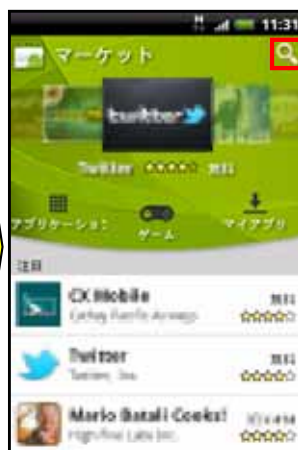 11:31
マーケット
twitter
Twitter 無料
アプリケーション
ゲーム
マイアプリ
注目
CX Mobile 無料
Cathay Pacific Airways
Twitter 無料
Twitter, Inc.
Mario Batali Cooks!
High Five Labs Inc.